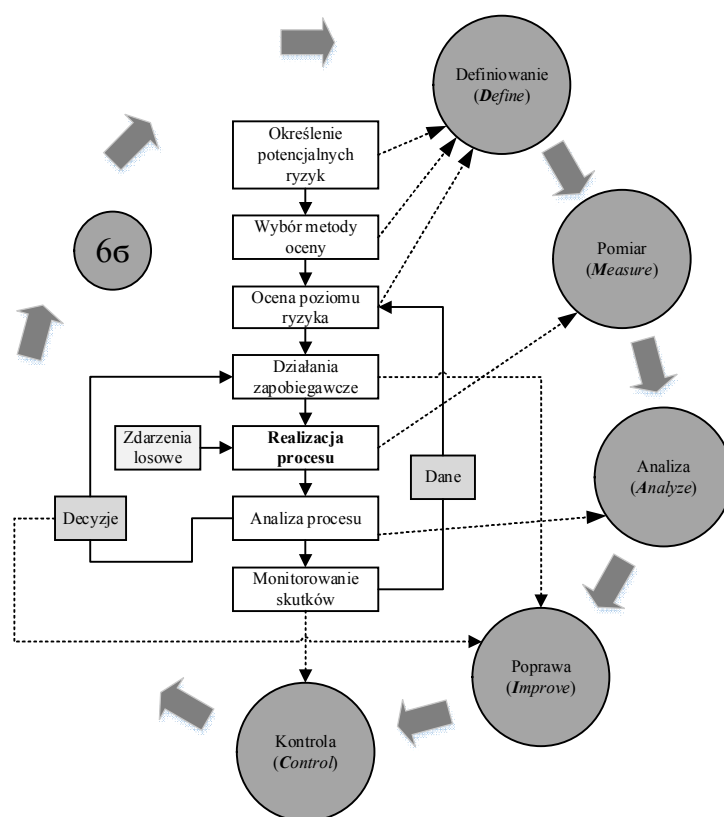 Definiowanie
(Define)
Określenie
potencjalnych
ryzyk
Wybór metody
oceny
6σ
Pomiar
(Measure)
Ocena poziomu
ryzyka
Działania
zapobiegawcze
Zdarzenia
losowe
Realizacja
procesu
Dane
Analiza
(Analyze)
Decyzje
Analiza procesu
Monitorowanie
skutków
Poprawa
(Improve)
Kontrola
(Control)